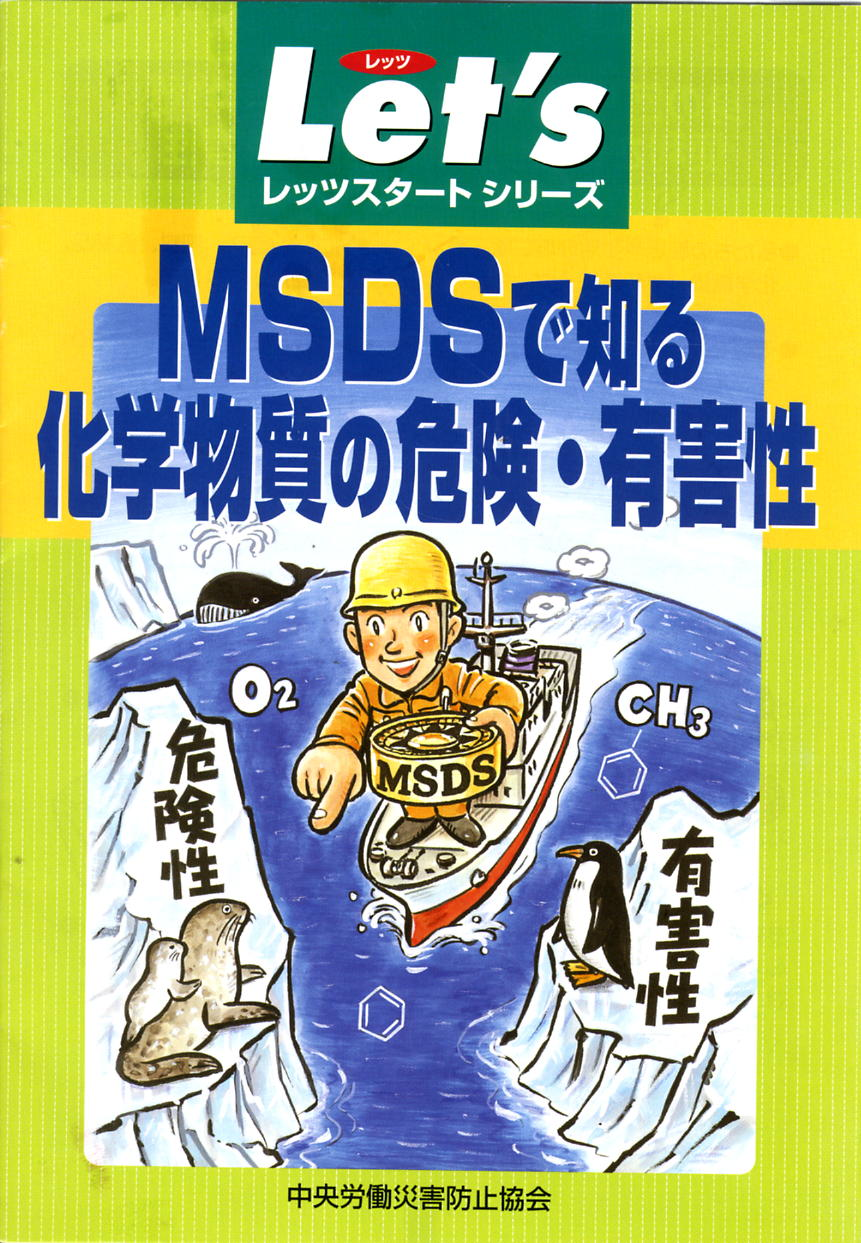 レッツ
Let's
レッツスタートシリーズ
MSDSで知る
化学物質の危険・有害性
O2
CH3
MSDS
危険性
有害性
中央労働災害防止協会